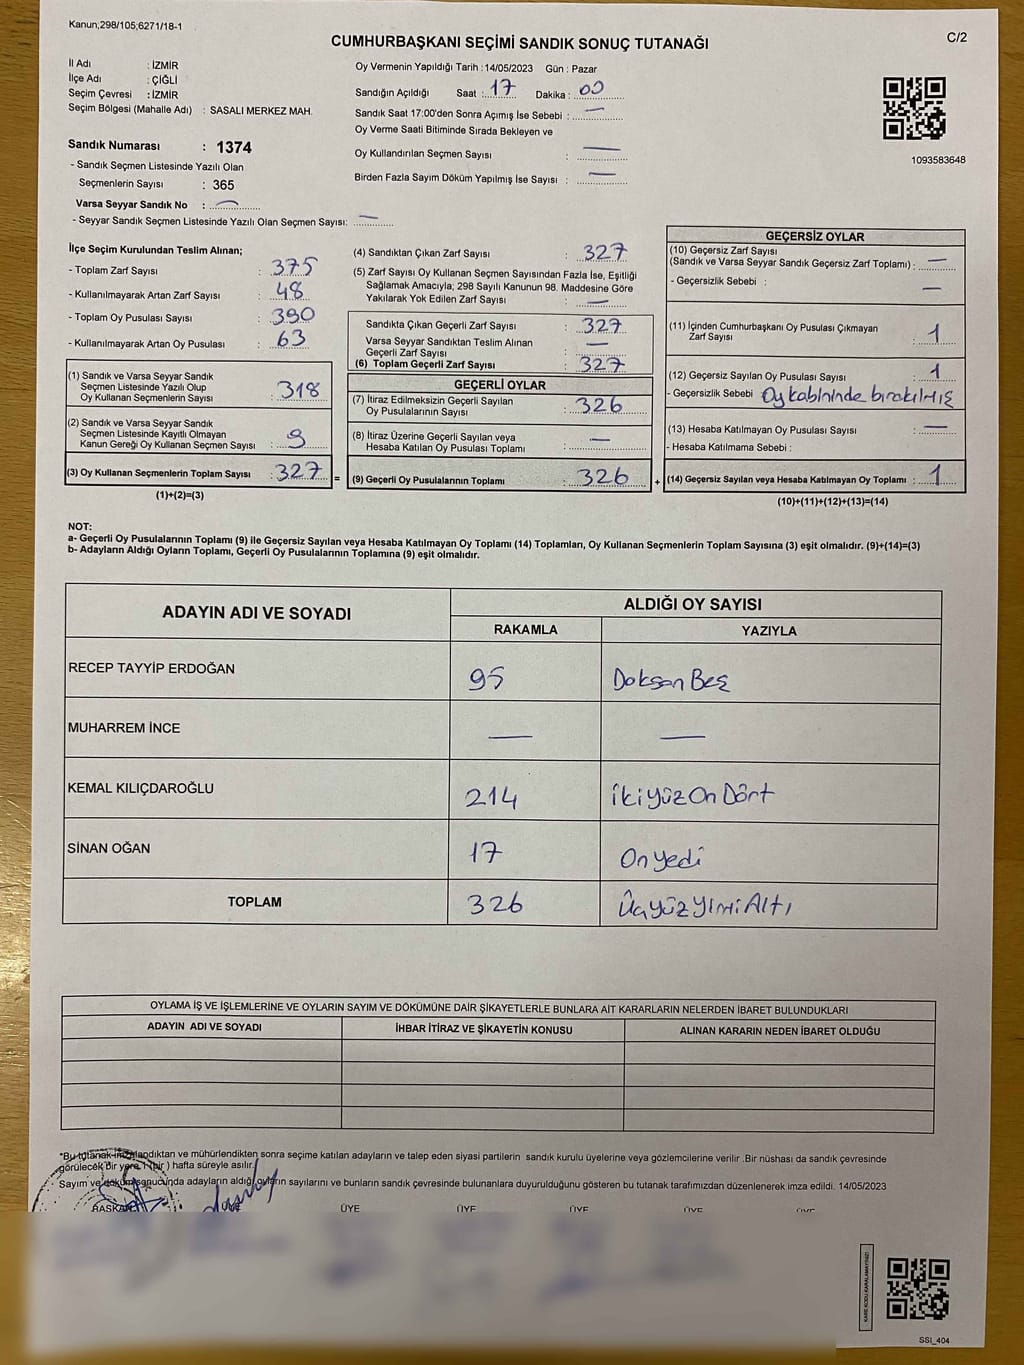 Kanun;298/105;6271/18-1
C/2
CUMHURBAŞKANI SEÇİMİ SANDIK SONUÇ TUTANAĞI
İl Adı : İZMİR
İlçe Adı : ÇİĞLİ
Seçim Çevresi : İZMİR
Seçim Bölgesi (Mahalle Adı) : SASALI MERKEZ MAH.
Sandık Numarası : 1374
- Sandık Seçmen Listesinde Yazılı Olan
Seçmenlerin Sayısı : 365
Varsa Seyyar Sandık No : —
- Seyyar Sandık Seçmen Listesinde Yazılı Olan Seçmen Sayısı: —
Oy Vermenin Yapıldığı Tarih :14/05/2023 Gün : Pazar
Sandığın Açıldığı Saat : 17 Dakika : 00
Sandık Saat 17:00'den Sonra Açımış İse Sebebi : —
Oy Verme Saati Bitiminde Sırada Bekleyen ve
Oy Kullandırılan Seçmen Sayısı : —
Birden Fazla Sayım Döküm Yapılmış İse Sayısı : —
1093583648
İlçe Seçim Kurulundan Teslim Alınan;
- Toplam Zarf Sayısı : 375
- Kullanılmayarak Artan Zarf Sayısı : 48
- Toplam Oy Pusulası Sayısı : 390
- Kullanılmayarak Artan Oy Pusulası : 63
(1) Sandık ve Varsa Seyyar Sandık
Seçmen Listesinde Yazılı Olup
Oy Kullanan Seçmenlerin Sayısı : 318
(2) Sandık ve Varsa Seyyar Sandık
Seçmen Listesinde Kayıtlı Olmayan
Kanun Gereği Oy Kullanan Seçmen Sayısı : 9
(3) Oy Kullanan Seçmenlerin Toplam Sayısı : 327 =
(1)+(2)=(3)
(4) Sandıktan Çıkan Zarf Sayısı : 327
(5) Zarf Sayısı Oy Kullanan Seçmen Sayısından Fazla İse, Eşitliği
Sağlamak Amacıyla; 298 Sayılı Kanunun 98. Maddesine Göre
Yakılarak Yok Edilen Zarf Sayısı : —
Sandıkta Çıkan Geçerli Zarf Sayısı : 327
Varsa Seyyar Sandıktan Teslim Alınan
Geçerli Zarf Sayısı : —
(6) Toplam Geçerli Zarf Sayısı : 327
GEÇERLİ OYLAR
(7) İtiraz Edilmeksizin Geçerli Sayılan
Oy Pusulalarının Sayısı : 326
(8) İtiraz Üzerine Geçerli Sayılan veya
Hesaba Katılan Oy Pusulası Toplamı : —
(9) Geçerli Oy Pusulalarının Toplamı : 326 +
GEÇERSİZ OYLAR
(10) Geçersiz Zarf Sayısı
(Sandık ve Varsa Seyyar Sandık Geçersiz Zarf Toplamı) : —
- Geçersizlik Sebebi : —
(11) İçinden Cumhurbaşkanı Oy Pusulası Çıkmayan
Zarf Sayısı : 1
(12) Geçersiz Sayılan Oy Pusulası Sayısı : 1
- Geçersizlik Sebebi Oy kabininde bırakılmış
(13) Hesaba Katılmayan Oy Pusulası Sayısı : —
- Hesaba Katılmama Sebebi :
(14) Geçersiz Sayılan veya Hesaba Katılmayan Oy Toplamı : 1
(10)+(11)+(12)+(13)=(14)
NOT:
a- Geçerli Oy Pusulalarının Toplamı (9) ile Geçersiz Sayılan veya Hesaba Katılmayan Oy Toplamı (14) Toplamları, Oy Kullanan Seçmenlerin Toplam Sayısına (3) eşit olmalıdır. (9)+(14)=(3)
b- Adayların Aldığı Oyların Toplamı, Geçerli Oy Pusulalarının Toplamına (9) eşit olmalıdır.
ADAYIN ADI VE SOYADI ALDIĞI OY SAYISI
RAKAMLA YAZIYLA
RECEP TAYYİP ERDOĞAN 95 Doksan Beş
MUHARREM İNCE — —
KEMAL KILIÇDAROĞLU 214 İkiyüz On Dört
SİNAN OĞAN 17 On yedi
TOPLAM 326 Üçyüz Yirmi Altı
OYLAMA İŞ VE İŞLEMLERİNE VE OYLARIN SAYIM VE DÖKÜMÜNE DAİR ŞİKAYETLERLE BUNLARA AİT KARARLARIN NELERDEN İBARET BULUNDUKLARI
ADAYIN ADI VE SOYADI İHBAR İTİRAZ VE ŞİKAYETİN KONUSU ALINAN KARARIN NEDEN İBARET OLDUĞU
*Bu tutanak imzalandıktan ve mühürlendikten sonra seçime katılan adayların ve talep eden siyasi partilerin sandık kurulu üyelerine veya gözlemcilerine verilir .Bir nüshası da sandık çevresinde
görülecek bir yere 1 (bir ) hafta süreyle asılır.
Sayım ve döküm sonucunda adayların aldığı oyların sayılarını ve bunların sandık çevresinde bulunanlara duyurulduğunu gösteren bu tutanak tarafımızdan düzenlenerek imza edildi. 14/05/2023
BAŞKAN ÜYE ÜYE ÜYE ÜYE ÜYE ÜYE
SSI_404